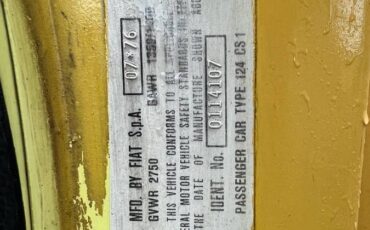 MFD. BY FIAT S.p.A. 07*76
GVWR 2750 GAWR
THIS VEHICLE CONFORMS TO ALL
ERAL MOTOR VEHICLE SAFETY STANDARDS
THE DATE OF MANUFACTURE SHOWN
IDENT. No. 0114107
PASSENGER CAR TYPE 124 CS1